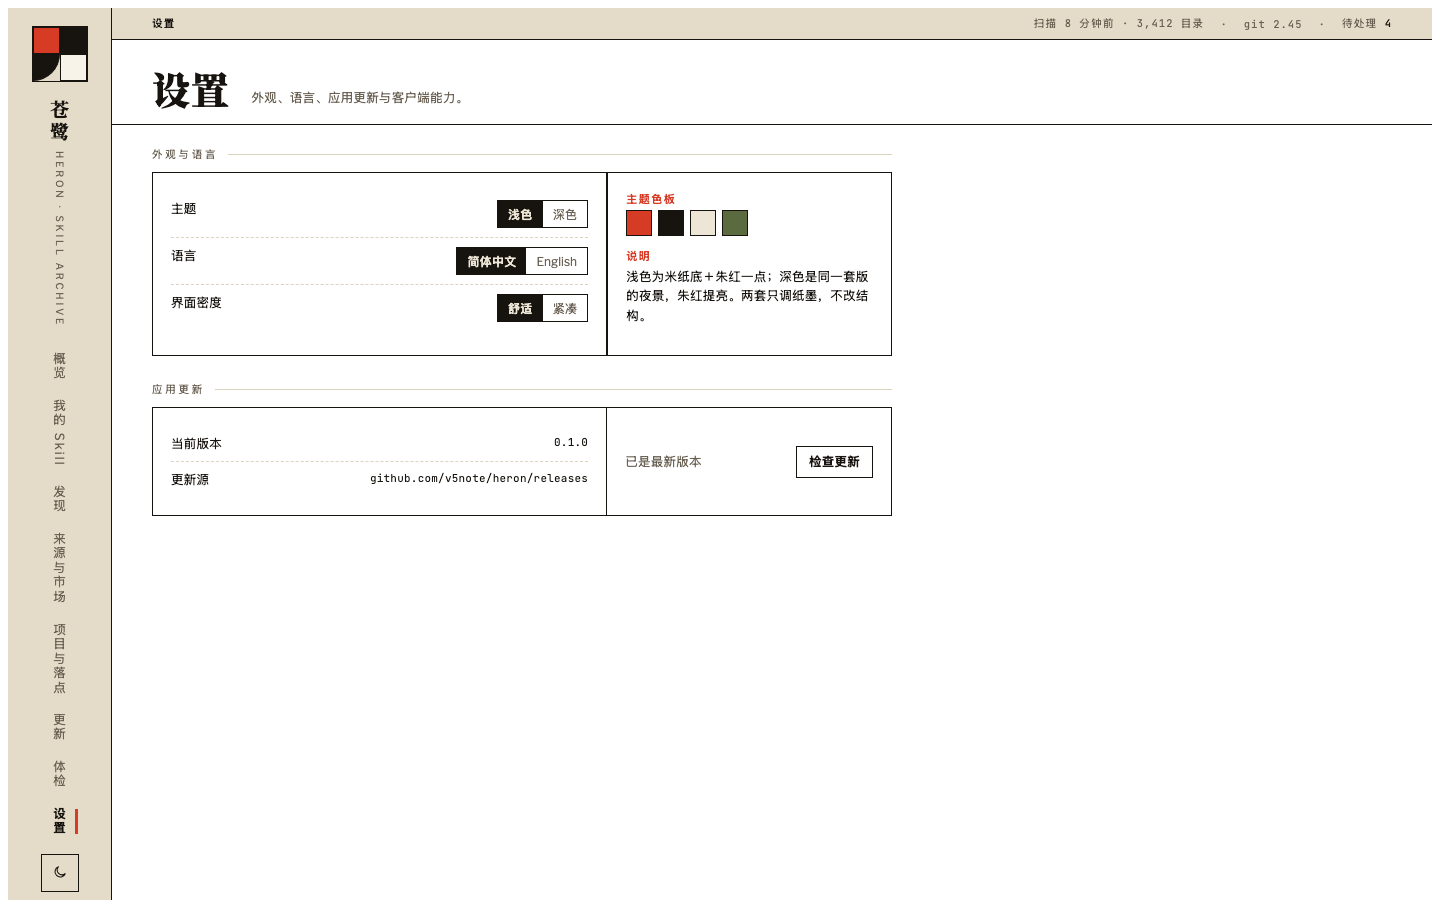 苍鹭
HERON · SKILL ARCHIVE
概览
我的 Skill
发现
来源与市场
项目与落点
更新
体检
设置
设置
扫描 8 分钟前 · 3,412 目录 · git 2.45 · 待处理 4
设置
外观、语言、应用更新与客户端能力。
外观与语言
主题
浅色 深色
语言
简体中文 English
界面密度
舒适 紧凑
主题色板
说明
浅色为米纸底＋朱红一点；深色是同一套版
的夜景，朱红提亮。两套只调纸墨，不改结
构。
应用更新
当前版本 0.1.0
更新源 github.com/v5note/heron/releases
已是最新版本 检查更新